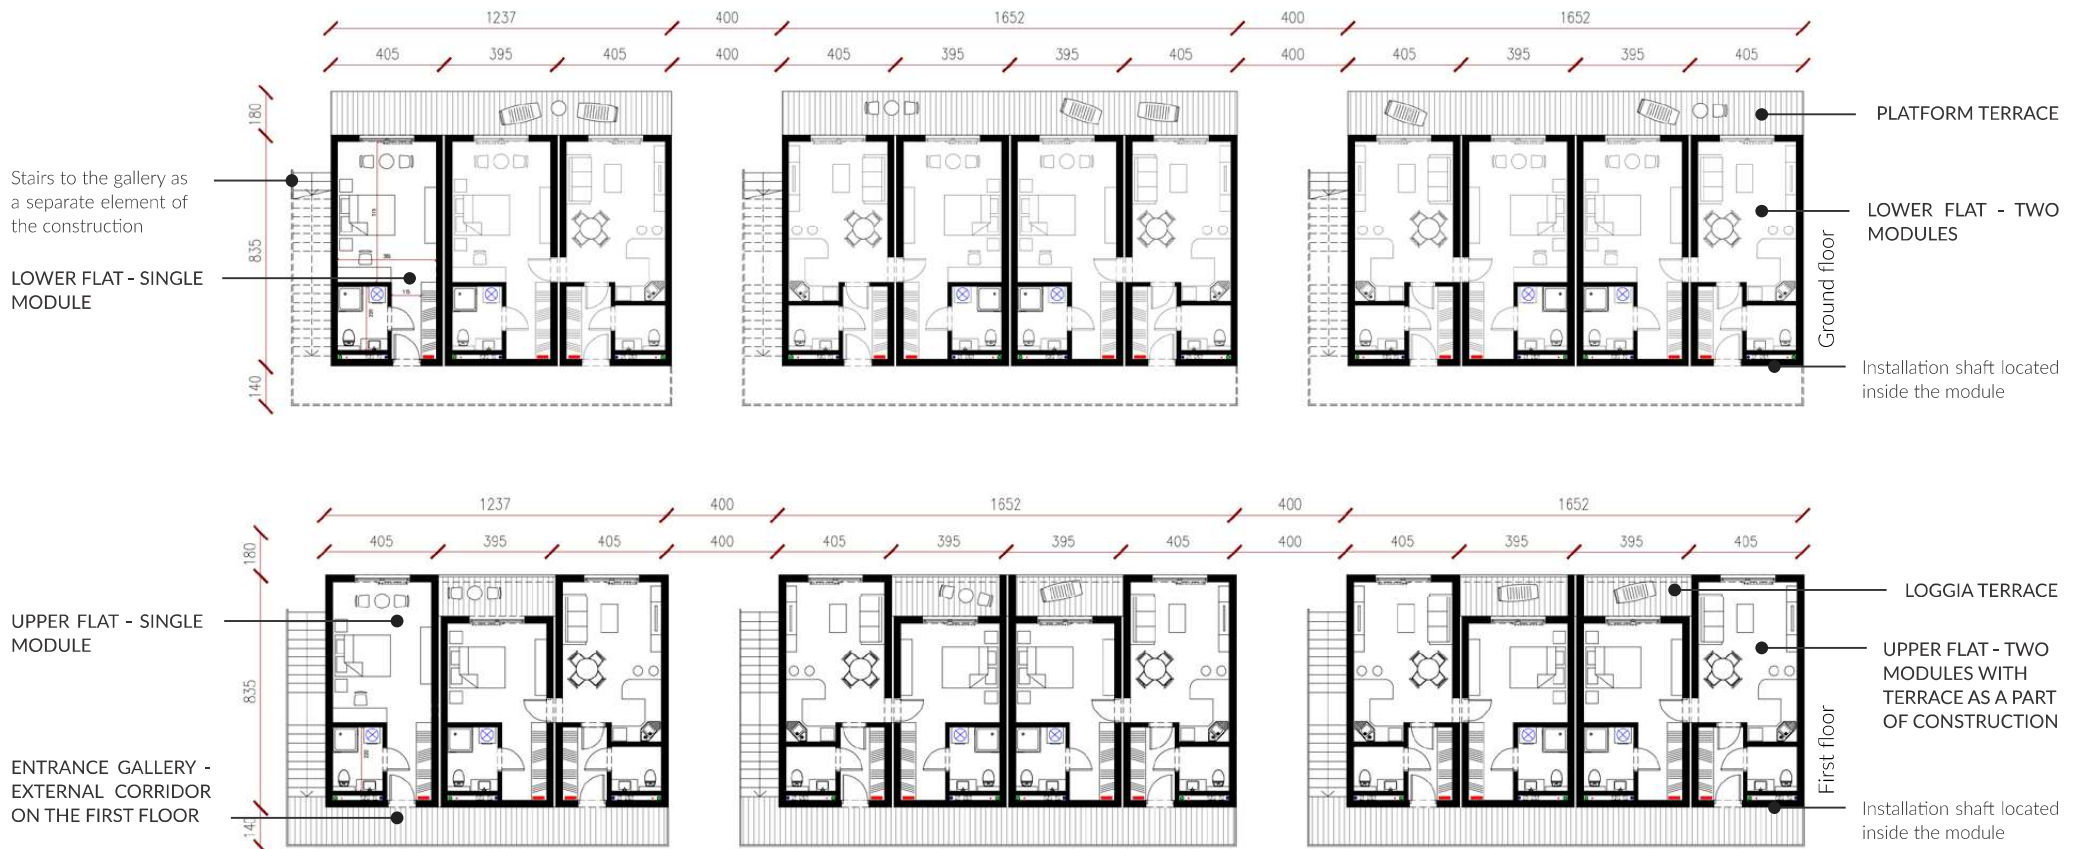 1237 400 1652 400 1652
405 395 405 400 405 395 395 405 400 405 395 395 405
180
PLATFORM TERRACE
Stairs to the gallery as
a separate element of
the construction
LOWER FLAT - TWO
MODULES
835
LOWER FLAT - SINGLE
MODULE
Ground floor
Installation shaft located
inside the module
140
1237 400 1652 400 1652
405 395 405 400 405 395 395 405 400 405 395 395 405
180
LOGGIA TERRACE
UPPER FLAT - SINGLE
MODULE
UPPER FLAT - TWO
MODULES WITH
TERRACE AS A PART
OF CONSTRUCTION
835
First floor
ENTRANCE GALLERY -
EXTERNAL CORRIDOR
ON THE FIRST FLOOR
Installation shaft located
inside the module
140